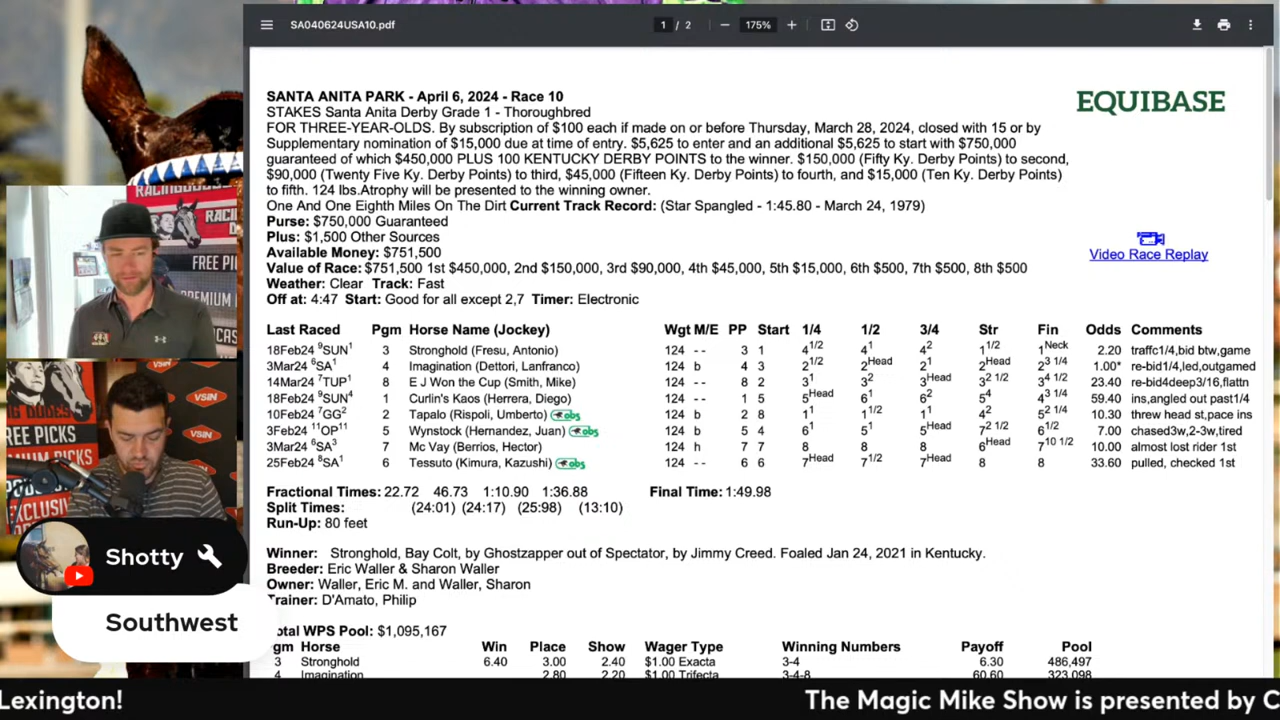 SA040624USA10.pdf
1 / 2
175%
SANTA ANITA PARK - April 6, 2024 - Race 10
EQUIBASE
STAKES Santa Anita Derby Grade 1 - Thoroughbred
FOR THREE-YEAR-OLDS. By subscription of $100 each if made on or before Thursday, March 28, 2024, closed with 15 or by
Supplementary nomination of $15,000 due at time of entry. $5,625 to enter and an additional $5,625 to start with $750,000
guaranteed of which $450,000 PLUS 100 KENTUCKY DERBY POINTS to the winner. $150,000 (Fifty Ky. Derby Points) to second,
$90,000 (Twenty Five Ky. Derby Points) to third, $45,000 (Fifteen Ky. Derby Points) to fourth, and $15,000 (Ten Ky. Derby Points)
to fifth. 124 lbs.Atrophy will be presented to the winning owner.
One And One Eighth Miles On The Dirt Current Track Record: (Star Spangled - 1:45.80 - March 24, 1979)
Purse: $750,000 Guaranteed
Plus: $1,500 Other Sources
Available Money: $751,500
Video Race Replay
Value of Race: $751,500 1st $450,000, 2nd $150,000, 3rd $90,000, 4th $45,000, 5th $15,000, 6th $500, 7th $500, 8th $500
Weather: Clear Track: Fast
Off at: 4:47 Start: Good for all except 2,7 Timer: Electronic
Last Raced Pgm Horse Name (Jockey) Wgt M/E PP Start 1/4 1/2 3/4 Str Fin Odds Comments
18Feb24 9SUN1 3 Stronghold (Fresu, Antonio) 124 - - 3 1 4 1/2 4 1 4 2 1 1/2 1 Neck 2.20 traffc1/4,bid btw,game
3Mar24 6SA1 4 Imagination (Dettori, Lanfranco) 124 b 4 3 2 1/2 2 Head 2 1 2 Head 2 3 1/4 1.00* re-bid1/4,led,outgamed
14Mar24 7TUP1 8 E J Won the Cup (Smith, Mike) 124 - - 8 2 3 1 3 2 3 Head 3 2 1/2 3 4 1/2 23.40 re-bid4deep3/16,flattn
18Feb24 9SUN4 1 Curlin's Kaos (Herrera, Diego) 124 - - 1 5 5 Head 6 1 6 2 5 4 4 3 1/4 59.40 ins,angled out past1/4
10Feb24 7GG2 2 Tapalo (Rispoli, Umberto) obs 124 b 2 8 1 1 1 1/2 1 1 4 2 5 2 1/4 10.30 threw head st,pace ins
3Feb24 11OP11 5 Wynstock (Hernandez, Juan) obs 124 b 5 4 6 1 5 1 5 Head 7 2 1/2 6 1/2 7.00 chased3w,2-3w,tired
3Mar24 6SA3 7 Mc Vay (Berrios, Hector) 124 h 7 7 8 8 8 6 Head 7 10 1/2 10.00 almost lost rider 1st
25Feb24 8SA1 6 Tessuto (Kimura, Kazushi) obs 124 - - 6 6 7 Head 7 1/2 7 Head 8 8 33.60 pulled, checked 1st
Fractional Times: 22.72 46.73 1:10.90 1:36.88 Final Time: 1:49.98
Split Times: (24:01) (24:17) (25:98) (13:10)
Run-Up: 80 feet
Winner: Stronghold, Bay Colt, by Ghostzapper out of Spectator, by Jimmy Creed. Foaled Jan 24, 2021 in Kentucky.
Breeder: Eric Waller & Sharon Waller
Owner: Waller, Eric M. and Waller, Sharon
Trainer: D'Amato, Philip
otal WPS Pool: $1,095,167
gm Horse Win Place Show Wager Type Winning Numbers Payoff Pool
3 Stronghold 6.40 3.00 2.40 $1.00 Exacta 3-4 6.30 486,497
4 Imagination 2.80 2.20 $1.00 Trifecta 3-4-8 60.60 323,098
FREE PI
VSiN
VSiN
FREE PICKS
Shotty
Southwest
Lexington!
The Magic Mike Show is presented by C